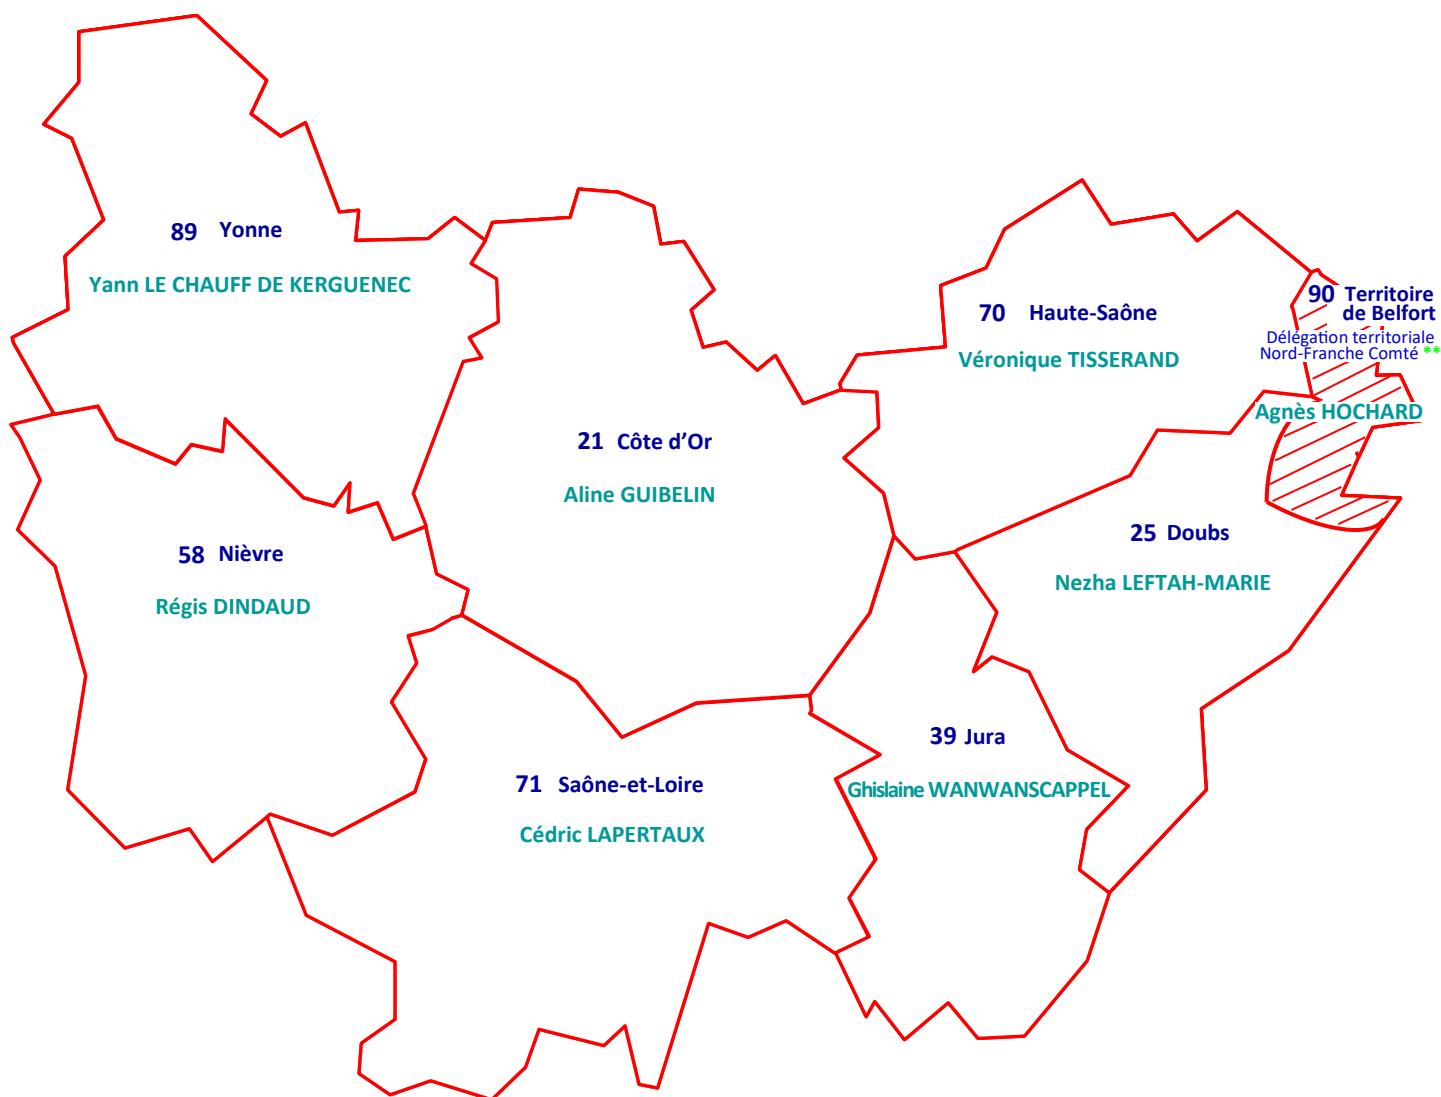 89 Yonne
Yann LE CHAUFF DE KERGUENEC
90 Territoire
de Belfort
70 Haute-Saône
Délégation territoriale
Nord-Franche Comté **
Véronique TISSERAND
Agnès HOCHARD
21 Côte d’Or
Aline GUIBELIN
25 Doubs
Nezha LEFTAH-MARIE
58 Nièvre
Régis DINDAUD
39 Jura
Ghislaine WANWANSCAPPEL
71 Saône-et-Loire
Cédric LAPERTAUX